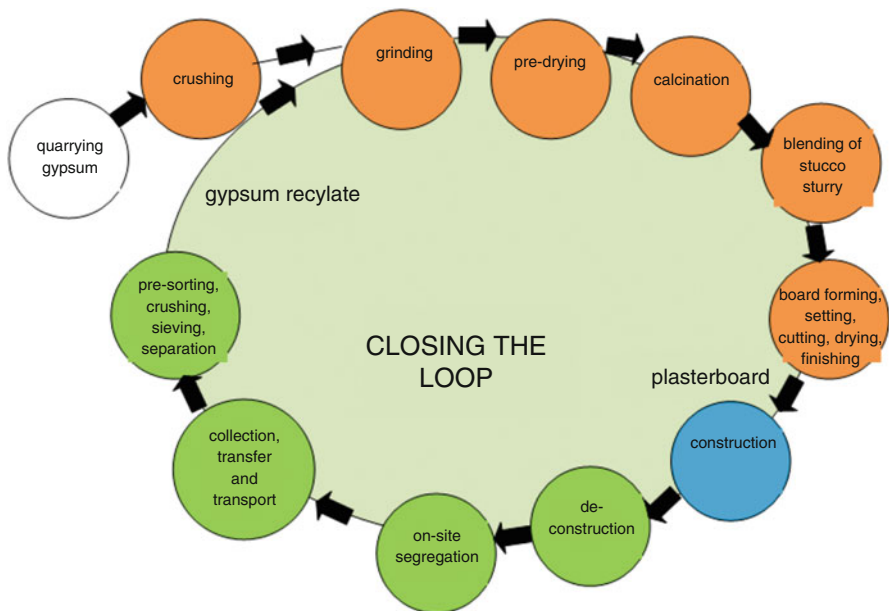 quarrying
gypsum
crushing
grinding
pre-drying
calcination
blending of
stucco
sturry
board forming,
setting,
cutting, drying,
finishing
plasterboard
construction
de-
construction
on-site
segregation
collection,
transfer
and
transport
pre-sorting,
crushing,
sieving,
separation
gypsum recylate
CLOSING THE
LOOP